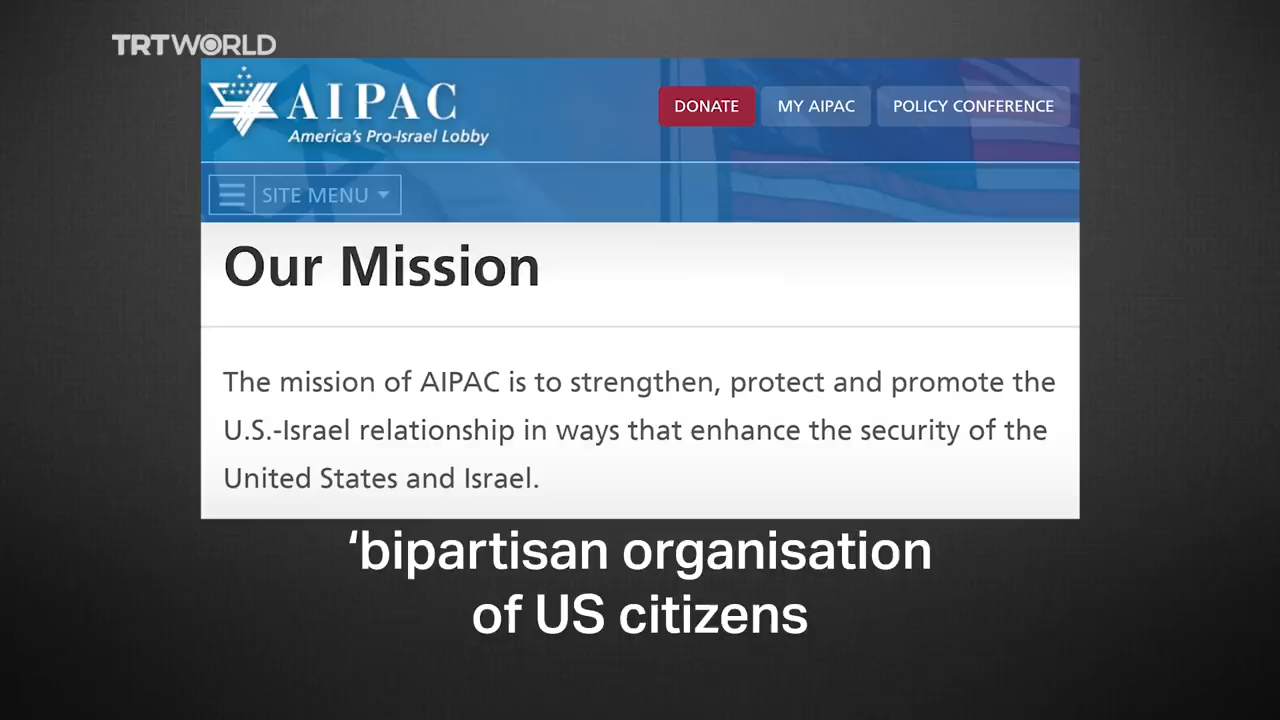 TRTWORLD
AIPAC
America's Pro-Israel Lobby
DONATE
MY AIPAC
POLICY CONFERENCE
SITE MENU
Our Mission
The mission of AIPAC is to strengthen, protect and promote the
U.S.-Israel relationship in ways that enhance the security of the
United States and Israel.
‘bipartisan organisation
of US citizens